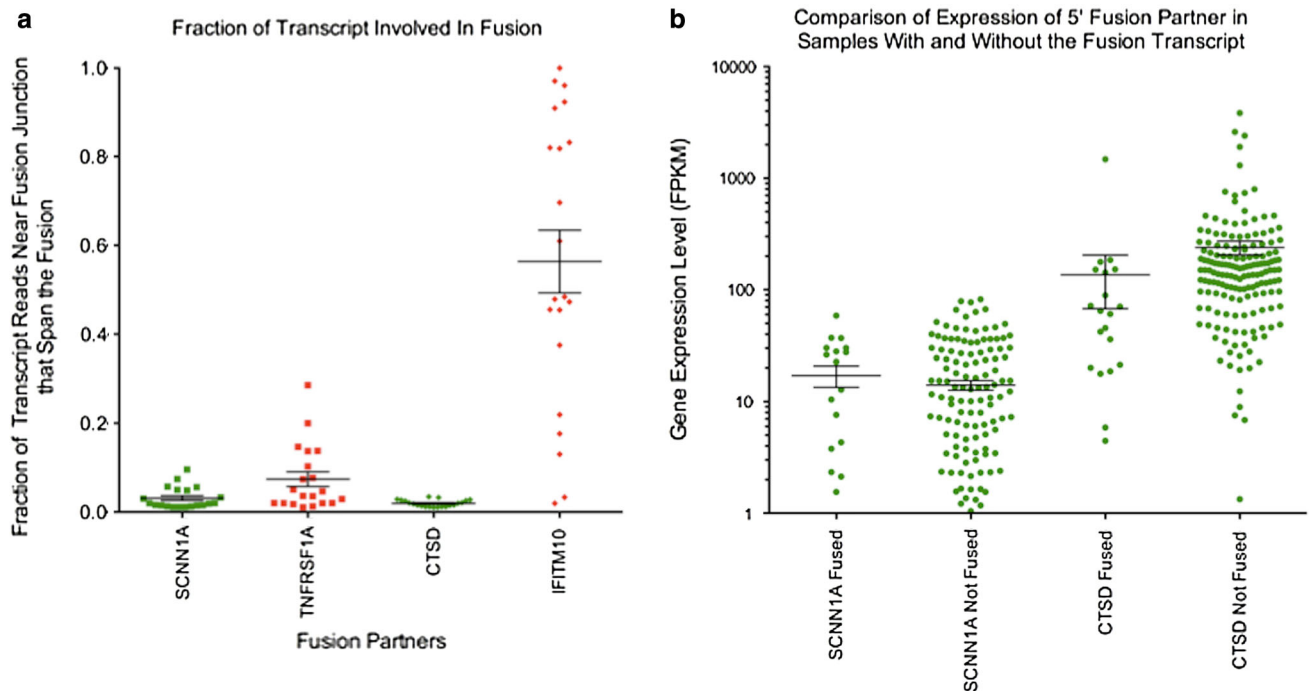 a
Fraction of Transcript Involved In Fusion
Fraction of Transcript Reads Near Fusion Junction
that Span the Fusion
1.0
0.8
0.6
0.4
0.2
0.0
SCNN1A
TNFRSF1A
CTSD
IFITM10
Fusion Partners
b
Comparison of Expression of 5' Fusion Partner in
Samples With and Without the Fusion Transcript
Gene Expression Level (FPKM)
10000
1000
100
10
1
SCNN1A Fused
SCNN1A Not Fused
CTSD Fused
CTSD Not Fused